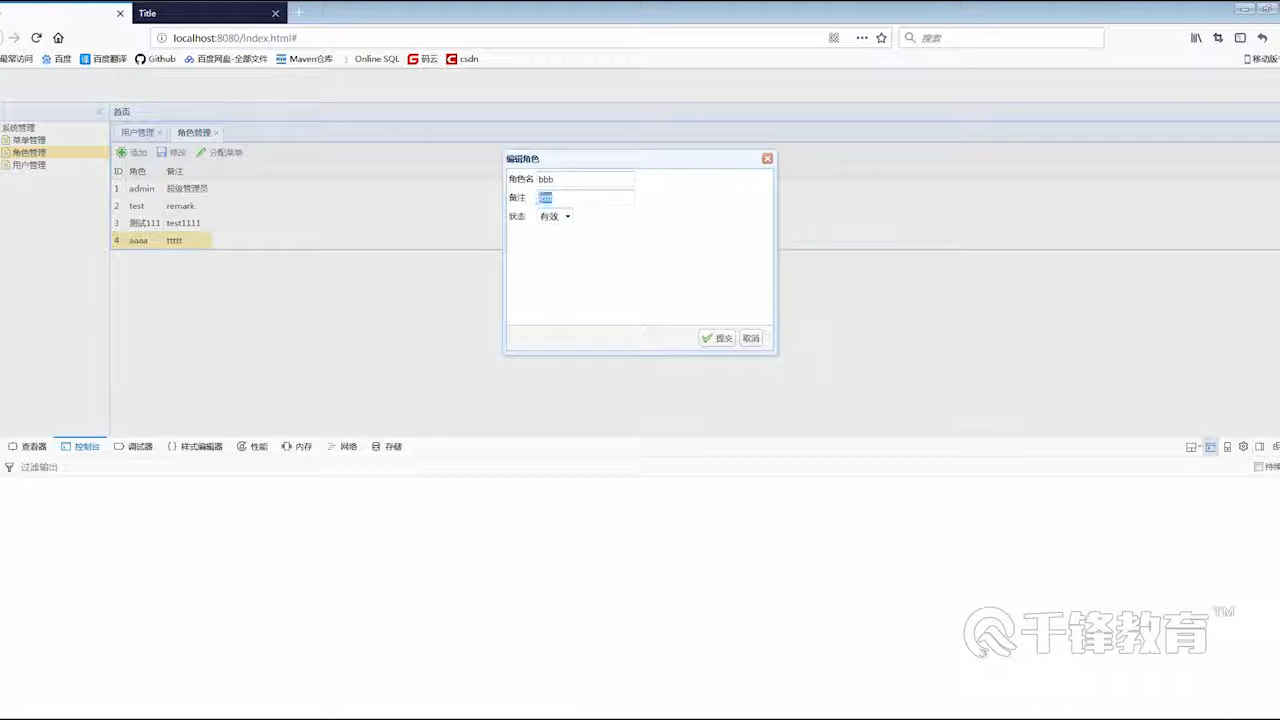 Title
localhost:8080/index.html#
搜索
最常访问 百度 百度翻译 Github 百度网盘-全部文件 Maven仓库 Online SQL 码云 csdn 移动版
首页
系统管理
菜单管理
角色管理
用户管理
用户管理 角色管理
添加 修改 分配菜单
ID 角色 备注
1 admin 超级管理员
2 test remark
3 测试111 test1111
4 aaaa ttttt
编辑角色
角色名 bbb
备注
状态 有效
提交 取消
查看器 控制台 调试器 样式编辑器 性能 内存 网络 存储
过滤输出 持续
千锋教育™